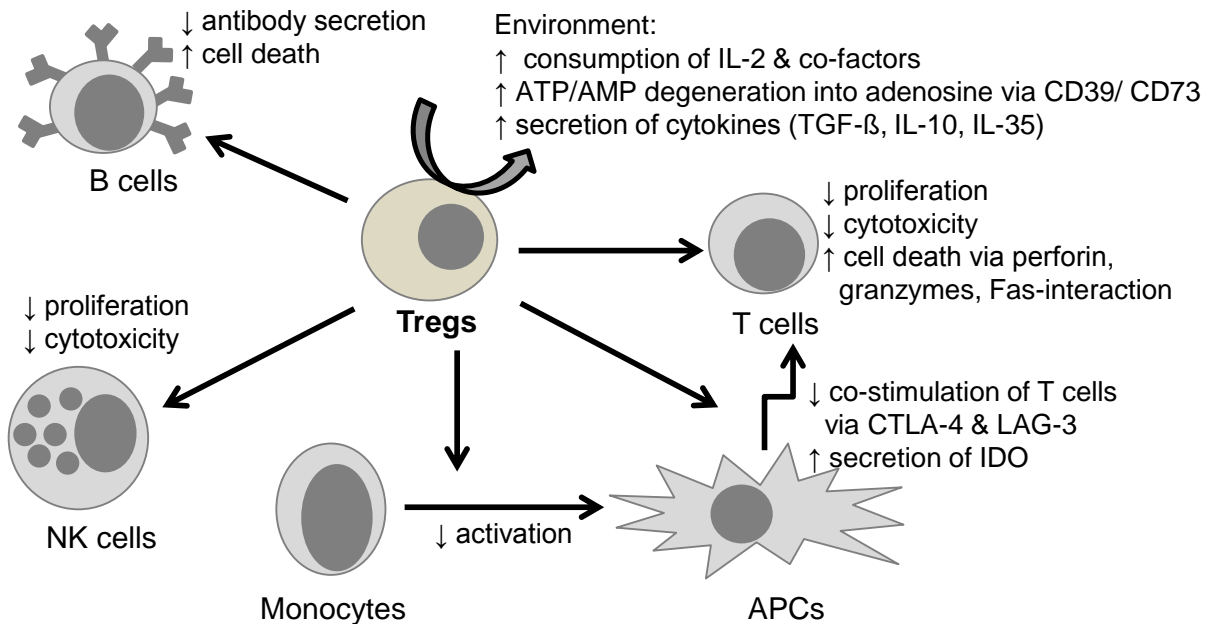 ↓ antibody secretion
↑ cell death
B cells
Environment:
↑ consumption of IL-2 & co-factors
↑ ATP/AMP degeneration into adenosine via CD39/ CD73
↑ secretion of cytokines (TGF-ß, IL-10, IL-35)
Tregs
↓ proliferation
↓ cytotoxicity
↑ cell death via perforin,
granzymes, Fas-interaction
T cells
↓ proliferation
↓ cytotoxicity
NK cells
↓ co-stimulation of T cells
via CTLA-4 & LAG-3
↑ secretion of IDO
↓ activation
Monocytes
APCs